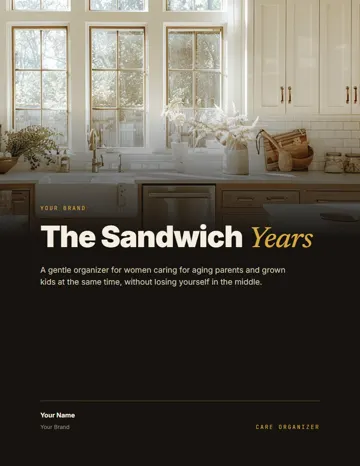 YOUR BRAND
The Sandwich Years
A gentle organizer for women caring for aging parents and grown
kids at the same time, without losing yourself in the middle.
Your Name
Your Brand
CARE ORGANIZER